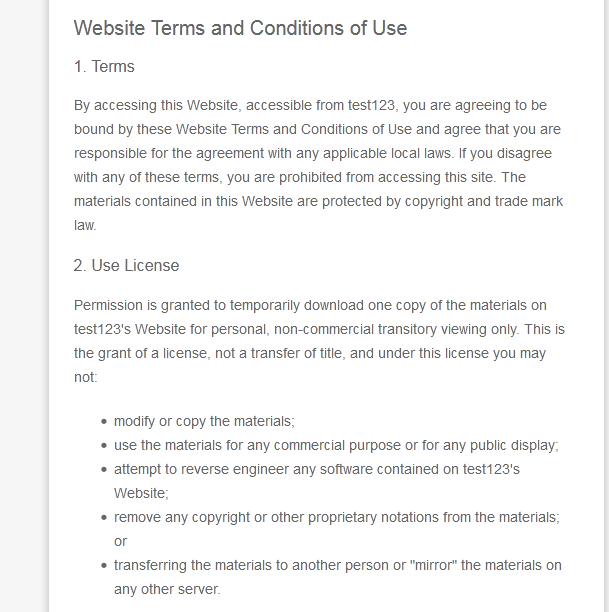 Website Terms and Conditions of Use
1. Terms
By accessing this Website, accessible from test123, you are agreeing to be
bound by these Website Terms and Conditions of Use and agree that you are
responsible for the agreement with any applicable local laws. If you disagree
with any of these terms, you are prohibited from accessing this site. The
materials contained in this Website are protected by copyright and trade mark
law.
2. Use License
Permission is granted to temporarily download one copy of the materials on
test123's Website for personal, non-commercial transitory viewing only. This is
the grant of a license, not a transfer of title, and under this license you may
not:
• modify or copy the materials;
• use the materials for any commercial purpose or for any public display;
• attempt to reverse engineer any software contained on test123's
Website;
• remove any copyright or other proprietary notations from the materials;
or
• transferring the materials to another person or "mirror" the materials on
any other server.